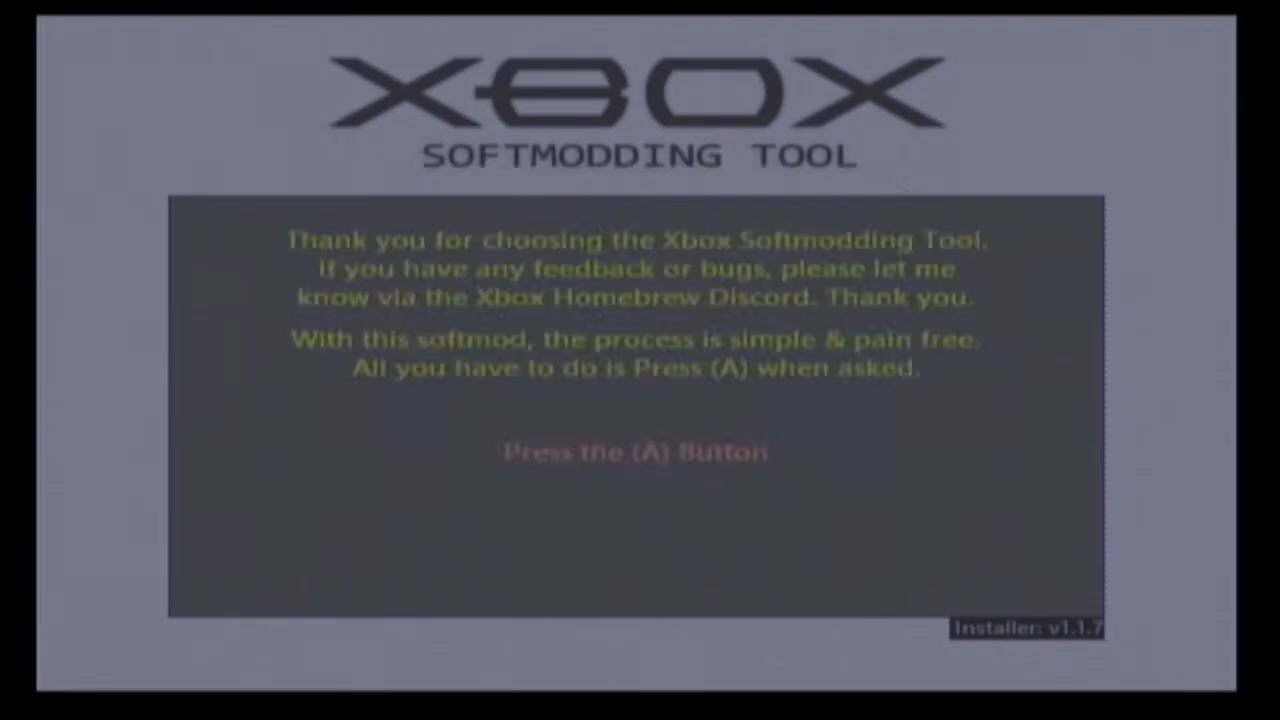 XBOX
SOFTMODDING TOOL
Thank you for choosing the Xbox Softmodding Tool.
If you have any feedback or bugs, please let me
know via the Xbox Homebrew Discord. Thank you.
With this softmod, the process is simple & pain free.
All you have to do is Press (A) when asked.
Press the (A) Button
Installer: v1.1.7